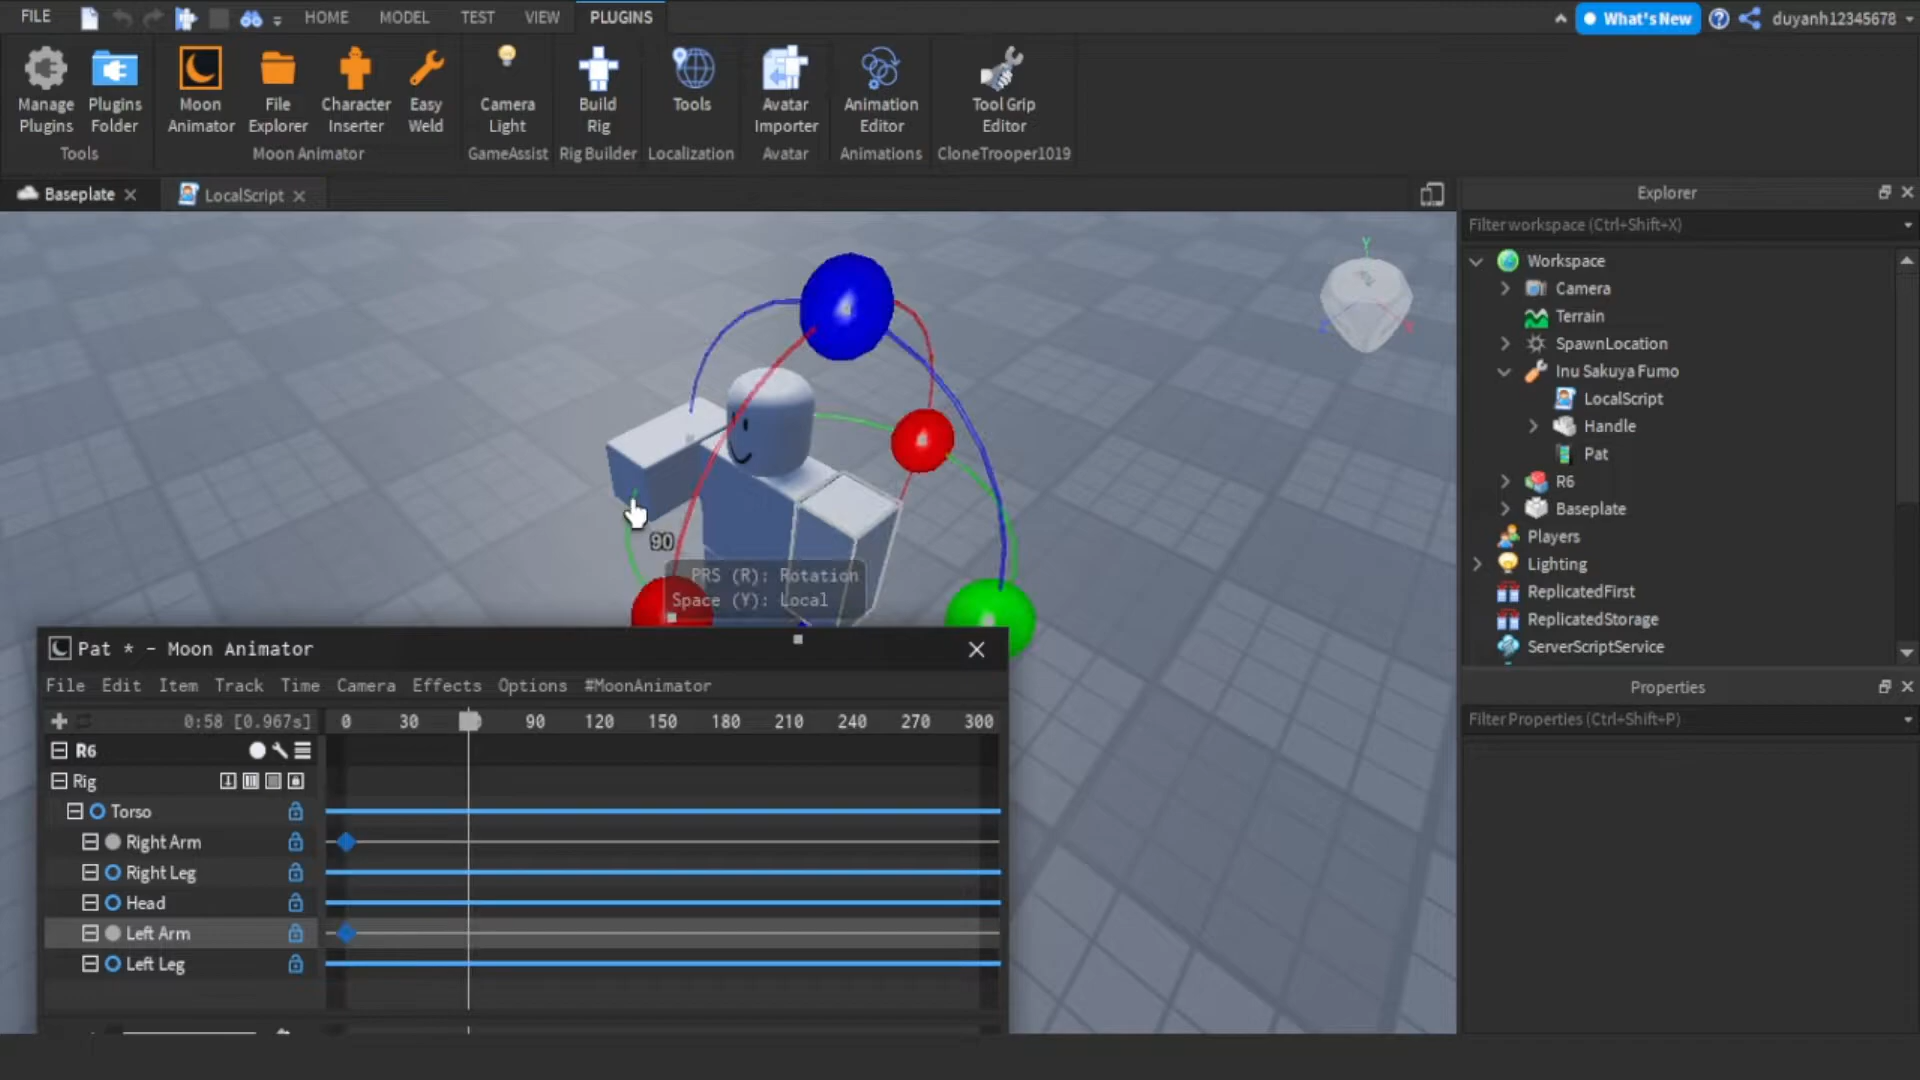 FILE
HOME
MODEL
TEST
VIEW
PLUGINS
What's New
duyanh12345678
Manage
Plugins
Plugins
Folder
Tools
Moon
Animator
File
Explorer
Character
Inserter
Easy
Weld
Moon Animator
Camera
Light
GameAssist
Build
Rig
Rig Builder
Tools
Localization
Avatar
Importer
Avatar
Animation
Editor
Animations
Tool Grip
Editor
CloneTrooper1019
Baseplate
LocalScript
Explorer
Filter workspace (Ctrl+Shift+X)
Workspace
Camera
Terrain
SpawnLocation
Inu Sakuya Fumo
LocalScript
Handle
Pat
R6
Baseplate
Players
Lighting
ReplicatedFirst
ReplicatedStorage
ServerScriptService
Properties
Filter Properties (Ctrl+Shift+P)
Y
90
PRS (R): Rotation
Space (Y): Local
Pat * - Moon Animator
File Edit Item Track Time Camera Effects Options #MoonAnimator
0:58 [0.967s] 0 30 90 120 150 180 210 240 270 300
R6
Rig
Torso
Right Arm
Right Leg
Head
Left Arm
Left Leg